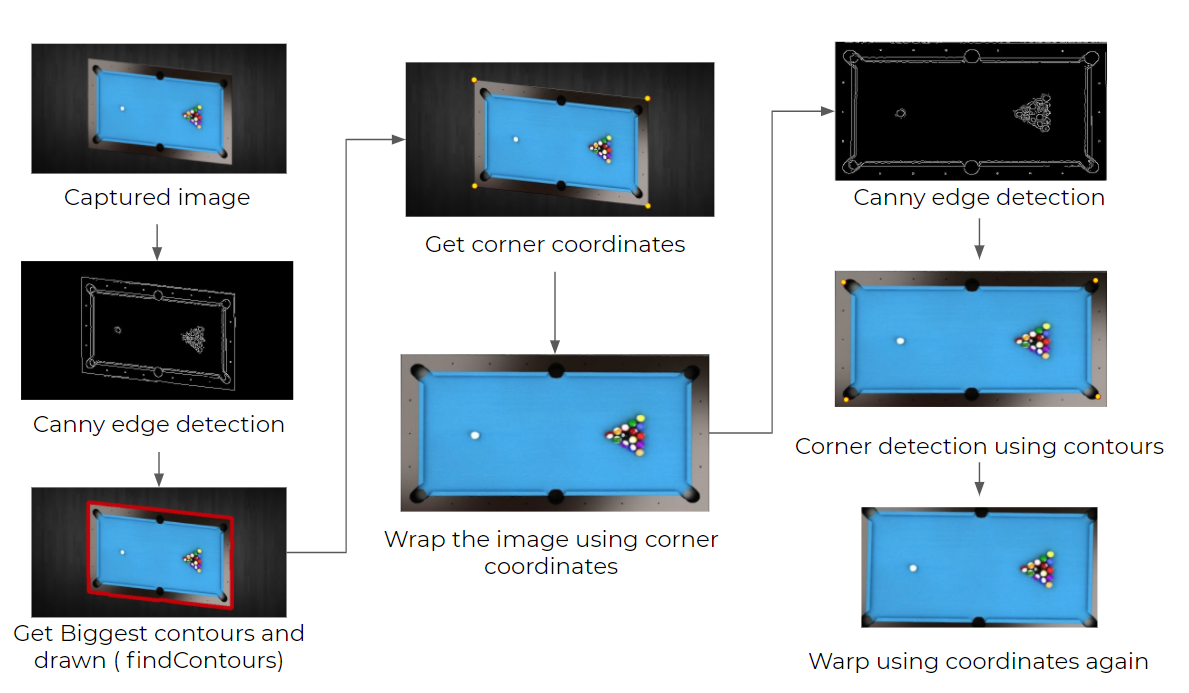 Captured image
Canny edge detection
Get Biggest contours and
drawn ( findContours)
Get corner coordinates
Wrap the image using corner
coordinates
Canny edge detection
Corner detection using contours
Warp using coordinates again